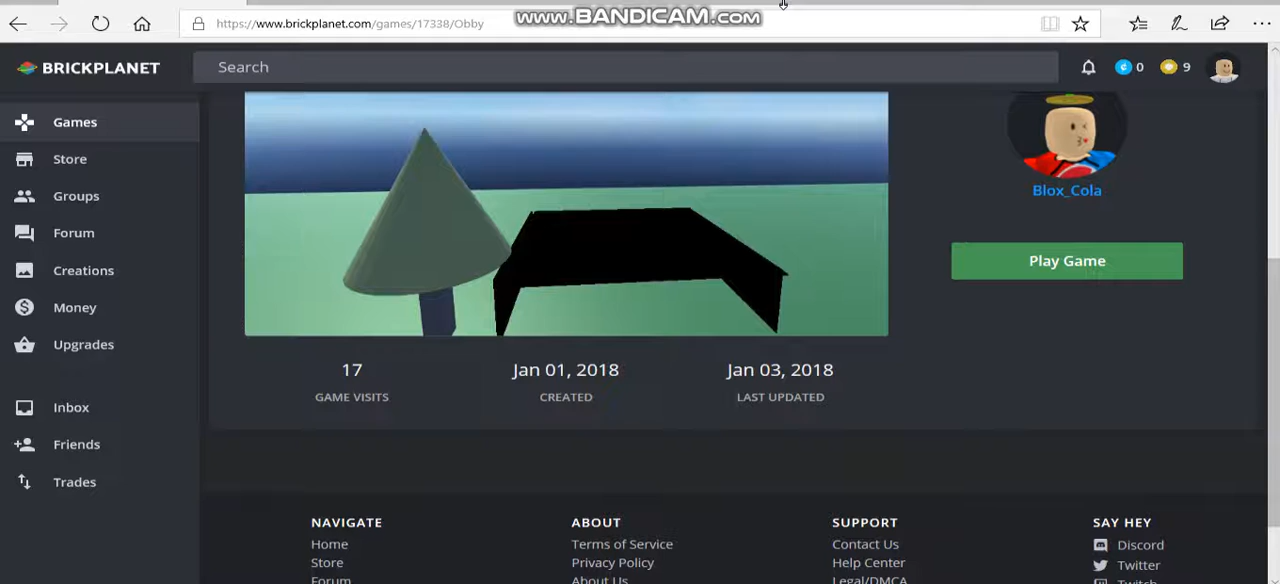 https://www.brickplanet.com/games/17338/Obby
www.BANDICAM.com
BRICKPLANET
Search
0
9
Games
Store
Groups
Forum
Creations
Money
Upgrades
Inbox
Friends
Trades
Blox_Cola
Play Game
17
Jan 01, 2018
Jan 03, 2018
GAME VISITS
CREATED
LAST UPDATED
NAVIGATE
ABOUT
SUPPORT
SAY HEY
Home
Terms of Service
Contact Us
Discord
Store
Privacy Policy
Help Center
Twitter
Forum
About Us
Legal/DMCA
Twitch